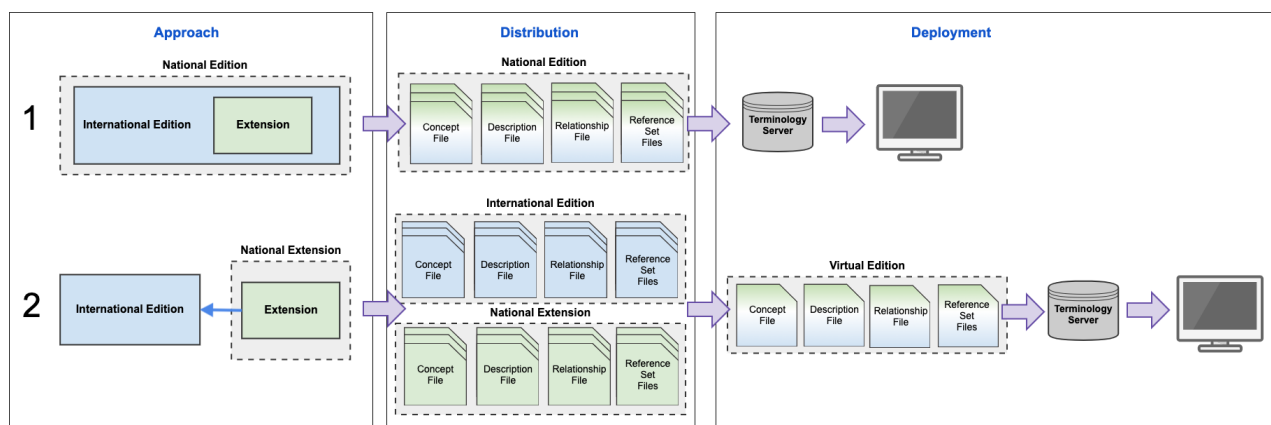 Approach
Distribution
Deployment
1
National Edition
International Edition
Extension
National Edition
Concept
File
Description
File
Relationship
File
Reference
Set
Files
Terminology
Server
2
National Extension
International Edition
Extension
International Edition
Concept
File
Description
File
Relationship
File
Reference
Set
Files
National Extension
Concept
File
Description
File
Relationship
File
Reference
Set
Files
Virtual Edition
Concept
File
Description
File
Relationship
File
Reference
Set
Files
Terminology
Server